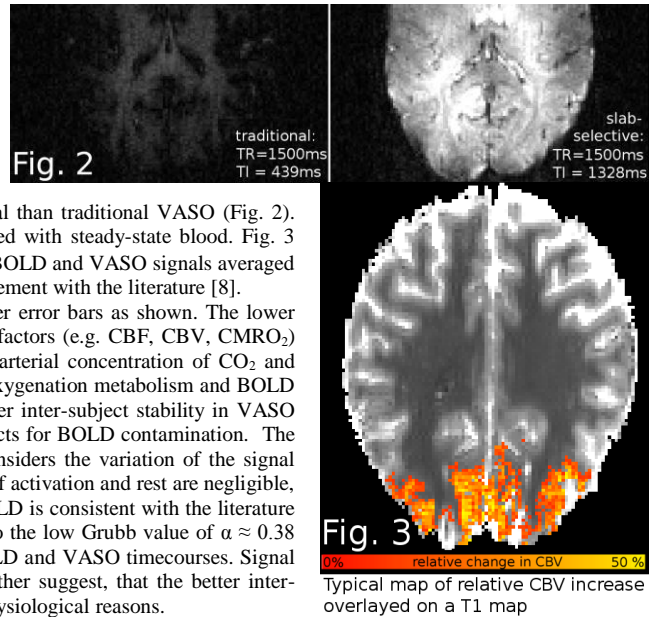 traditional:
TR=1500ms
TI = 439ms
Fig. 2
slab-
selective:
TR=1500ms
TI = 1328ms
al than traditional VASO (Fig. 2).
ed with steady-state blood. Fig. 3
BOLD and VASO signals averaged
ement with the literature [8].
er error bars as shown. The lower
factors (e.g. CBF, CBV, CMRO₂)
arterial concentration of CO₂ and
xygenation metabolism and BOLD
er inter-subject stability in VASO
cts for BOLD contamination. The
nsiders the variation of the signal
f activation and rest are negligible,
LD is consistent with the literature
o the low Grubb value of α ≈ 0.38
LD and VASO timecourses. Signal
ther suggest, that the better inter-
ysiological reasons.
Fig. 3
0% relative change in CBV 50 %
Typical map of relative CBV increase
overlayed on a T1 map